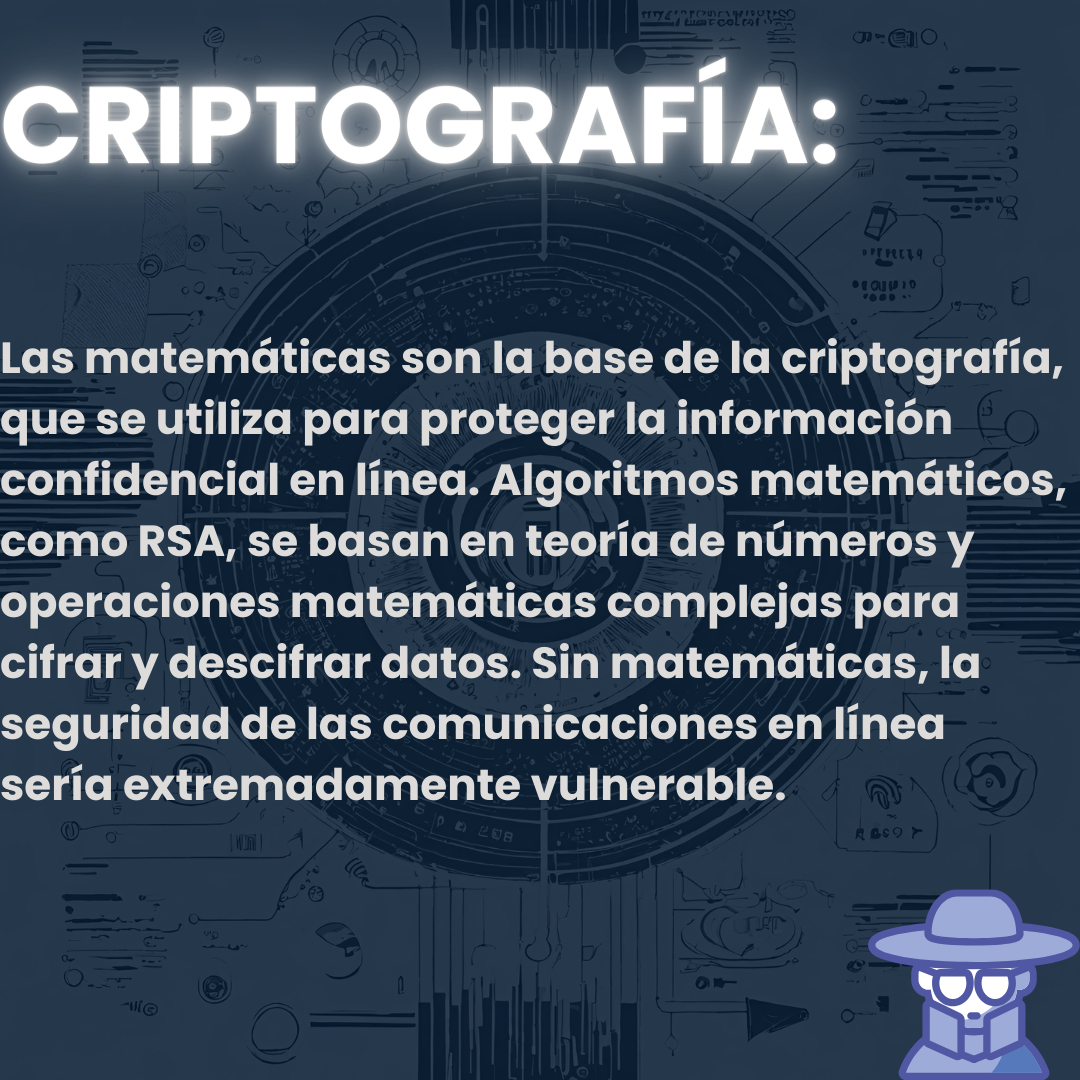 CRIPTOGRAFÍA:
Las matemáticas son la base de la criptografía,
que se utiliza para proteger la información
confidencial en línea. Algoritmos matemáticos,
como RSA, se basan en teoría de números y
operaciones matemáticas complejas para
cifrar y descifrar datos. Sin matemáticas, la
seguridad de las comunicaciones en línea
sería extremadamente vulnerable.